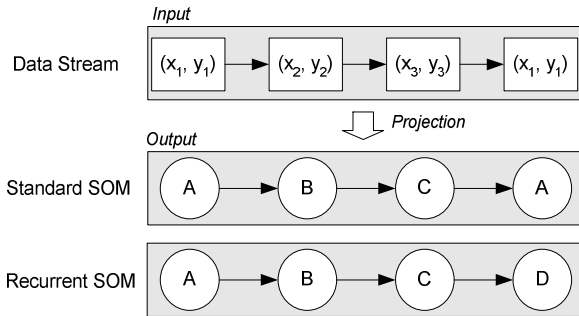 Input
Data Stream
(x₁, y₁) (x₂, y₂) (x₃, y₃) (x₁, y₁)
Projection
Output
Standard SOM
A B C A
Recurrent SOM
A B C D